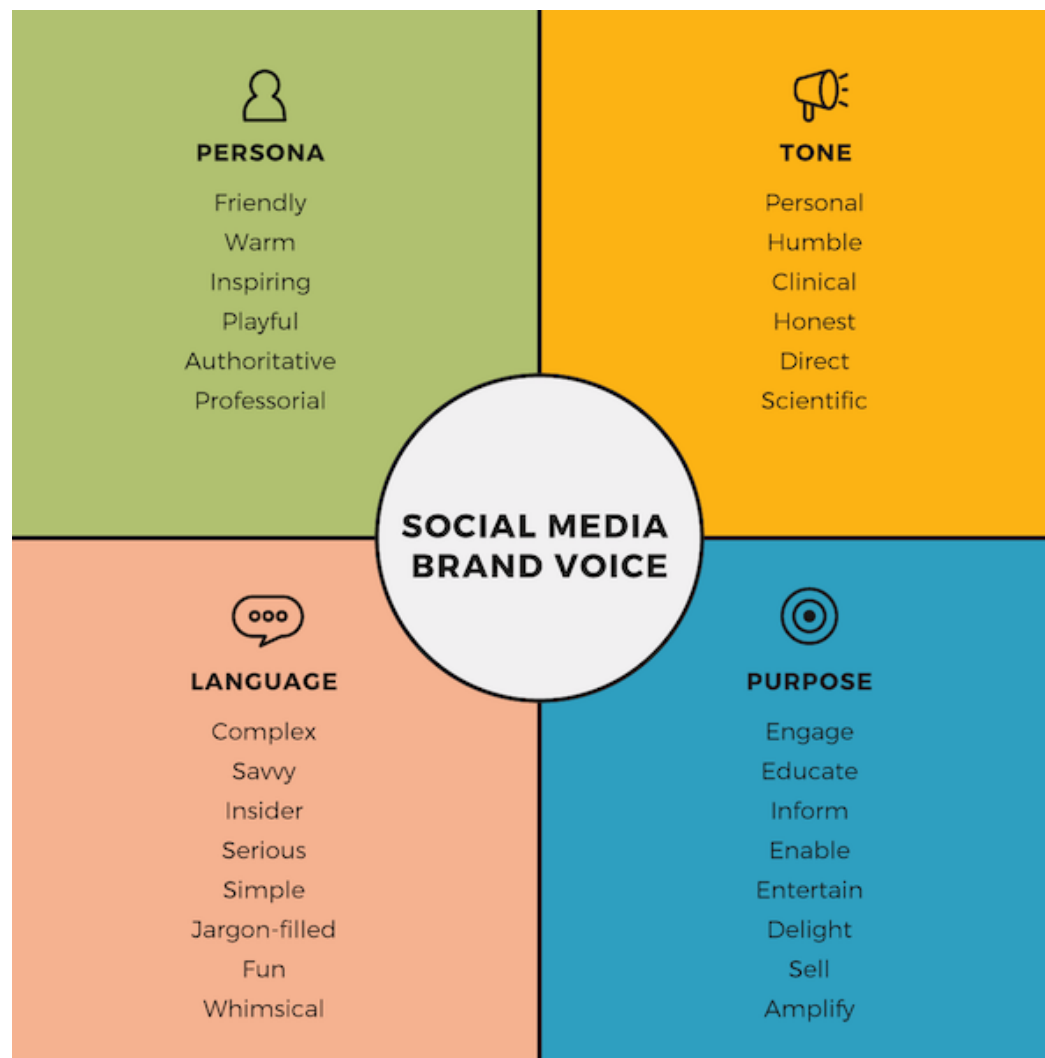 PERSONA
Friendly
Warm
Inspiring
Playful
Authoritative
Professorial
TONE
Personal
Humble
Clinical
Honest
Direct
Scientific
SOCIAL MEDIA
BRAND VOICE
LANGUAGE
Complex
Savvy
Insider
Serious
Simple
Jargon-filled
Fun
Whimsical
PURPOSE
Engage
Educate
Inform
Enable
Entertain
Delight
Sell
Amplify